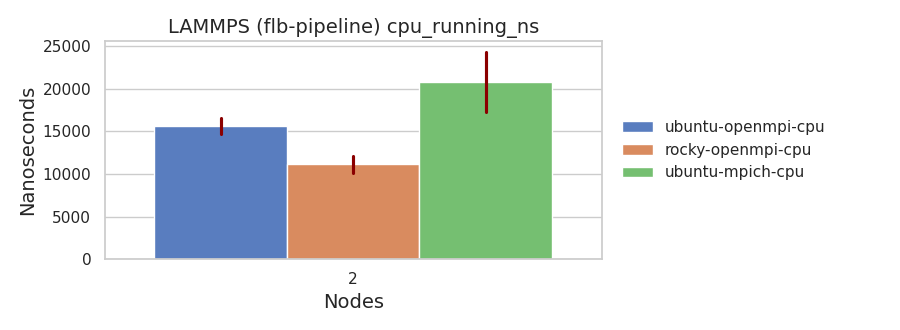 LAMMPS (flb-pipeline) cpu_running_ns
25000
20000
15000
10000
5000
0
Nanoseconds
2
Nodes
ubuntu-openmpi-cpu
rocky-openmpi-cpu
ubuntu-mpich-cpu